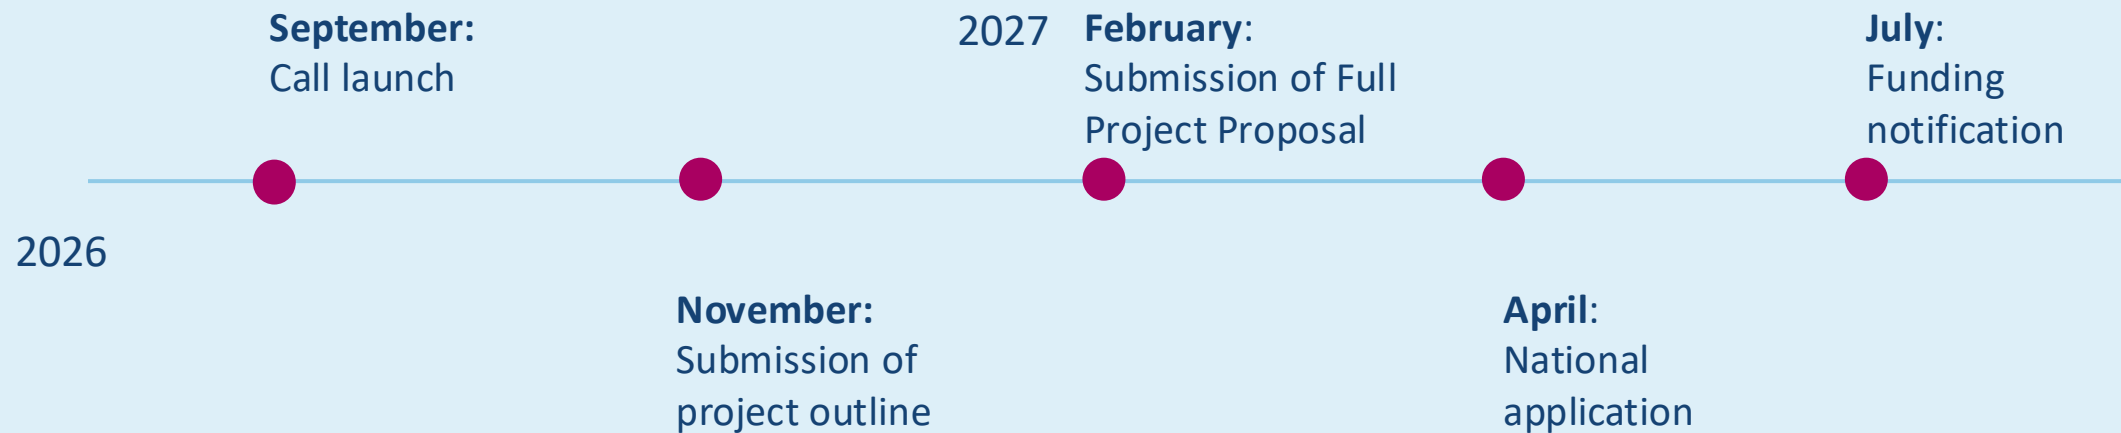 September:
Call launch
2026
November:
Submission of
project outline
2027
February:
Submission of Full
Project Proposal
April:
National
application
July:
Funding
notification